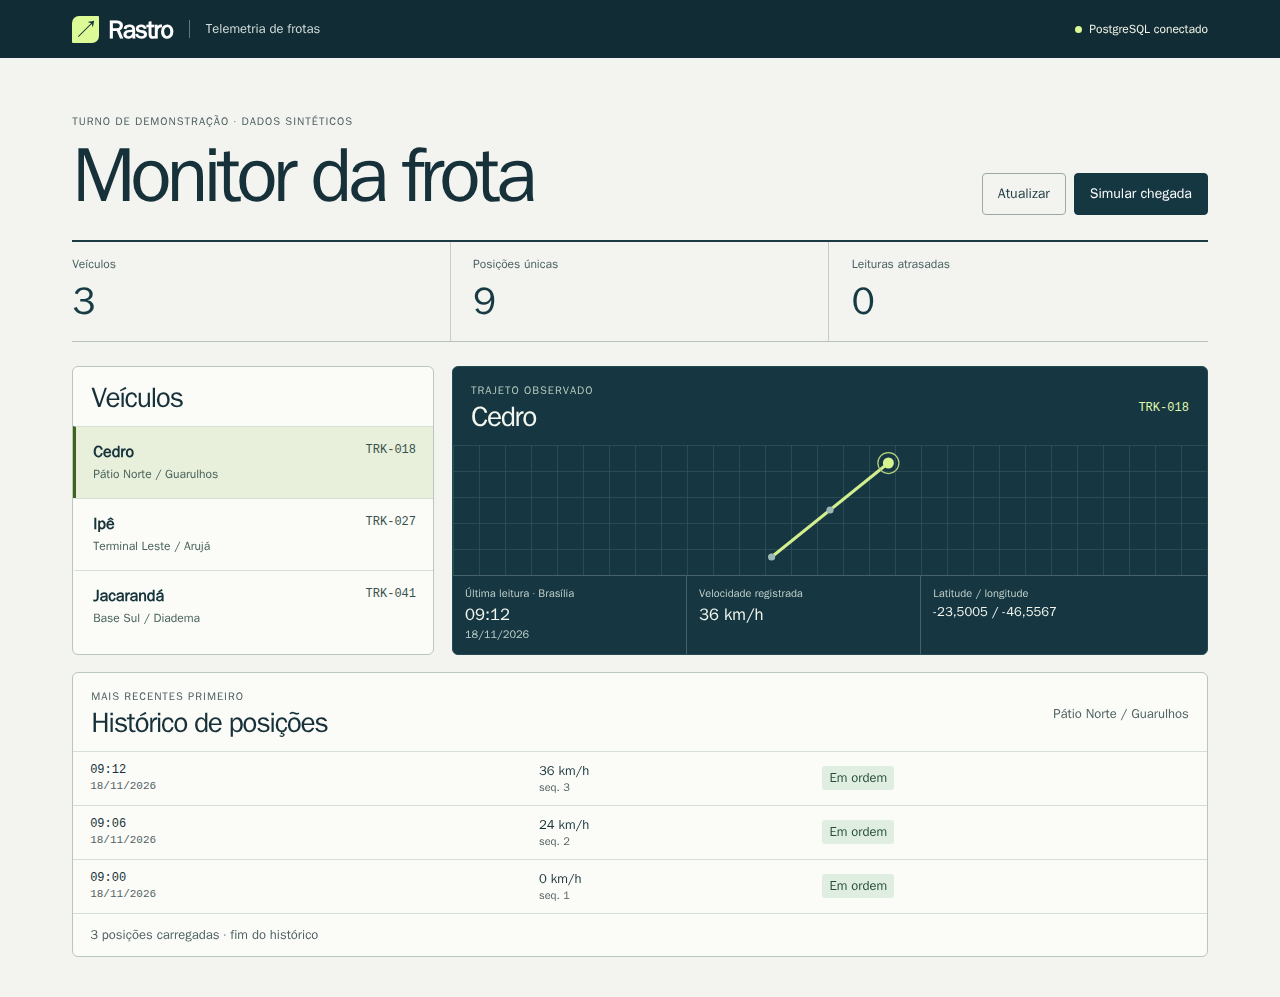 Rastro
Telemetria de frotas
PostgreSQL conectado
TURNO DE DEMONSTRAÇÃO · DADOS SINTÉTICOS
Monitor da frota
Atualizar
Simular chegada
Veículos
3
Posições únicas
9
Leituras atrasadas
0
Veículos
Cedro
TRK-018
Pátio Norte / Guarulhos
Ipê
TRK-027
Terminal Leste / Arujá
Jacarandá
TRK-041
Base Sul / Diadema
TRAJETO OBSERVADO
Cedro
TRK-018
Última leitura · Brasília
09:12
18/11/2026
Velocidade registrada
36 km/h
Latitude / longitude
-23,5005 / -46,5567
MAIS RECENTES PRIMEIRO
Histórico de posições
Pátio Norte / Guarulhos
09:12
18/11/2026
36 km/h
seq. 3
Em ordem
09:06
18/11/2026
24 km/h
seq. 2
Em ordem
09:00
18/11/2026
0 km/h
seq. 1
Em ordem
3 posições carregadas · fim do histórico